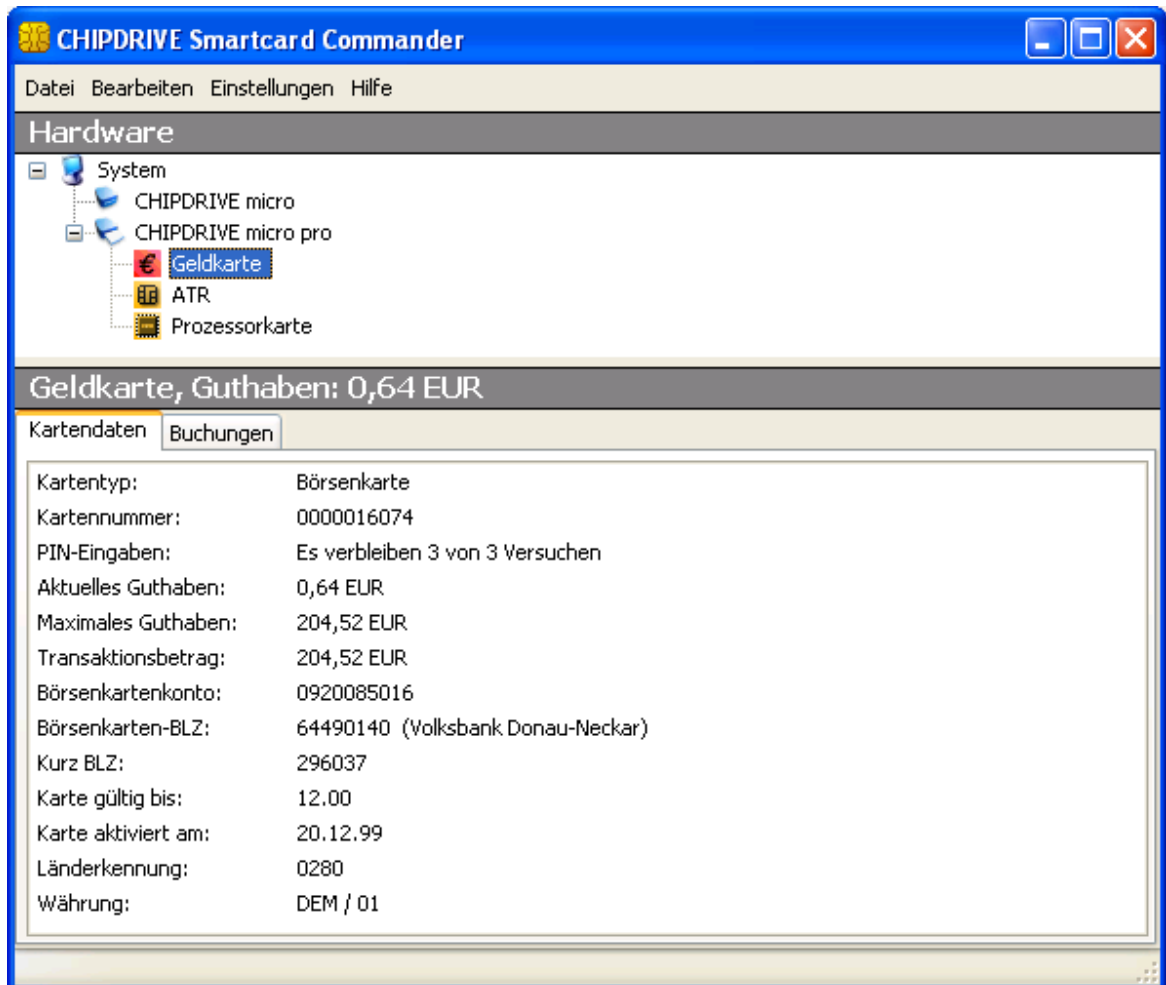 CHIPDRIVE Smartcard Commander
Datei Bearbeiten Einstellungen Hilfe
Hardware
System
CHIPDRIVE micro
CHIPDRIVE micro pro
Geldkarte
ATR
Prozessorkarte
Geldkarte, Guthaben: 0,64 EUR
Kartendaten Buchungen
Kartentyp: Börsenkarte
Kartennummer: 0000016074
PIN-Eingaben: Es verbleiben 3 von 3 Versuchen
Aktuelles Guthaben: 0,64 EUR
Maximales Guthaben: 204,52 EUR
Transaktionsbetrag: 204,52 EUR
Börsenkartenkonto: 0920085016
Börsenkarten-BLZ: 64490140 (Volksbank Donau-Neckar)
Kurz BLZ: 296037
Karte gültig bis: 12.00
Karte aktiviert am: 20.12.99
Länderkennung: 0280
Währung: DEM / 01